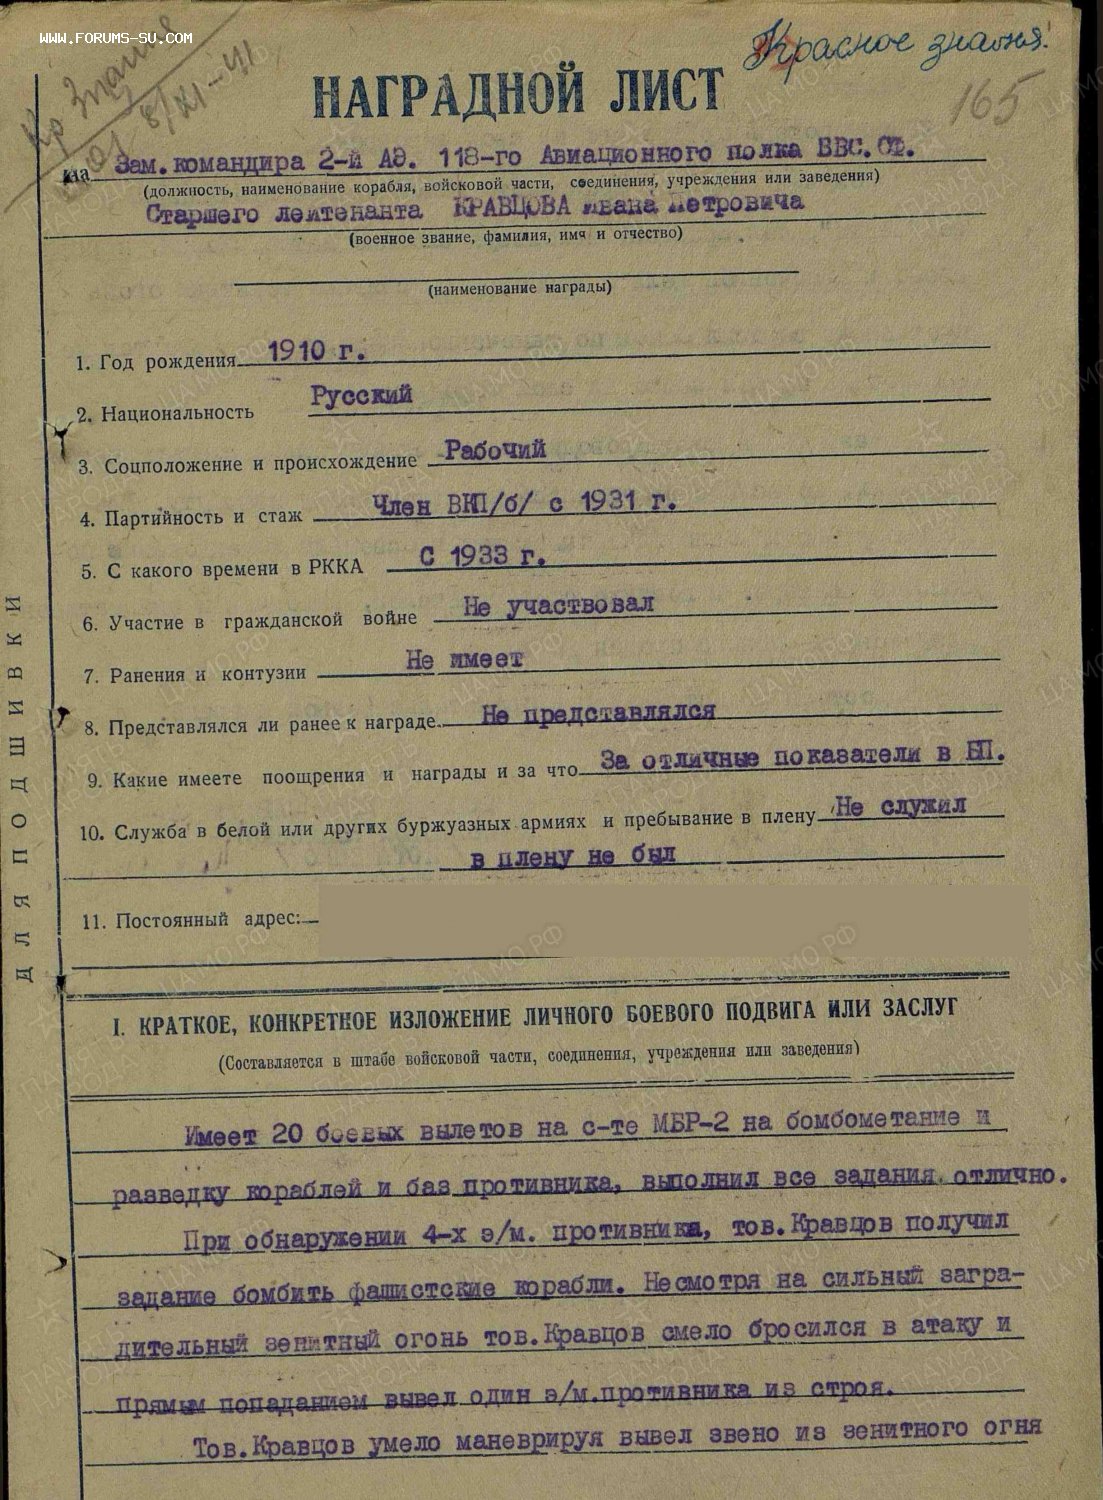 WWW.FORUMS-SU.COM
Кр Знамя
8/XI-41
Красное знамя!
165
НАГРАДНОЙ ЛИСТ
на Зам.командира 2-й АЭ. 118-го Авиационного полка ВВС.СФ.
(должность, наименование корабля, войсковой части, соединения, учреждения или заведения)
Старшего лейтенанта КРАВЦОВА Ивана Петровича
(военное звание, фамилия, имя и отчество)
(наименование награды)
1. Год рождения 1910 г.
2. Национальность Русский
3. Соцположение и происхождение Рабочий
4. Партийность и стаж Член ВКП/б/ с 1931 г.
5. С какого времени в РККА С 1933 г.
6. Участие в гражданской войне Не участвовал
7. Ранения и контузии Не имеет
8. Представлялся ли ранее к награде Не представлялся
9. Какие имеете поощрения и награды и за что За отличные показатели в БП.
10. Служба в белой или других буржуазных армиях и пребывание в плену Не служил
в плену не был
11. Постоянный адрес:
ДЛЯ ПОДШИВКИ
I. КРАТКОЕ, КОНКРЕТНОЕ ИЗЛОЖЕНИЕ ЛИЧНОГО БОЕВОГО ПОДВИГА ИЛИ ЗАСЛУГ
(Составляется в штабе войсковой части, соединения, учреждения или заведения)
Имеет 20 боевых вылетов на с-те МБР-2 на бомбометание и
разведку кораблей и баз противника, выполнил все задания отлично.
При обнаружении 4-х э/м. противника, тов.Кравцов получил
задание бомбить фашистские корабли. Несмотря на сильный загра-
дительный зенитный огонь тов.Кравцов смело бросился в атаку и
прямым попаданием вывел один э/м.противника из строя.
Тов.Кравцов умело маневрируя вывел звено из зенитного огня